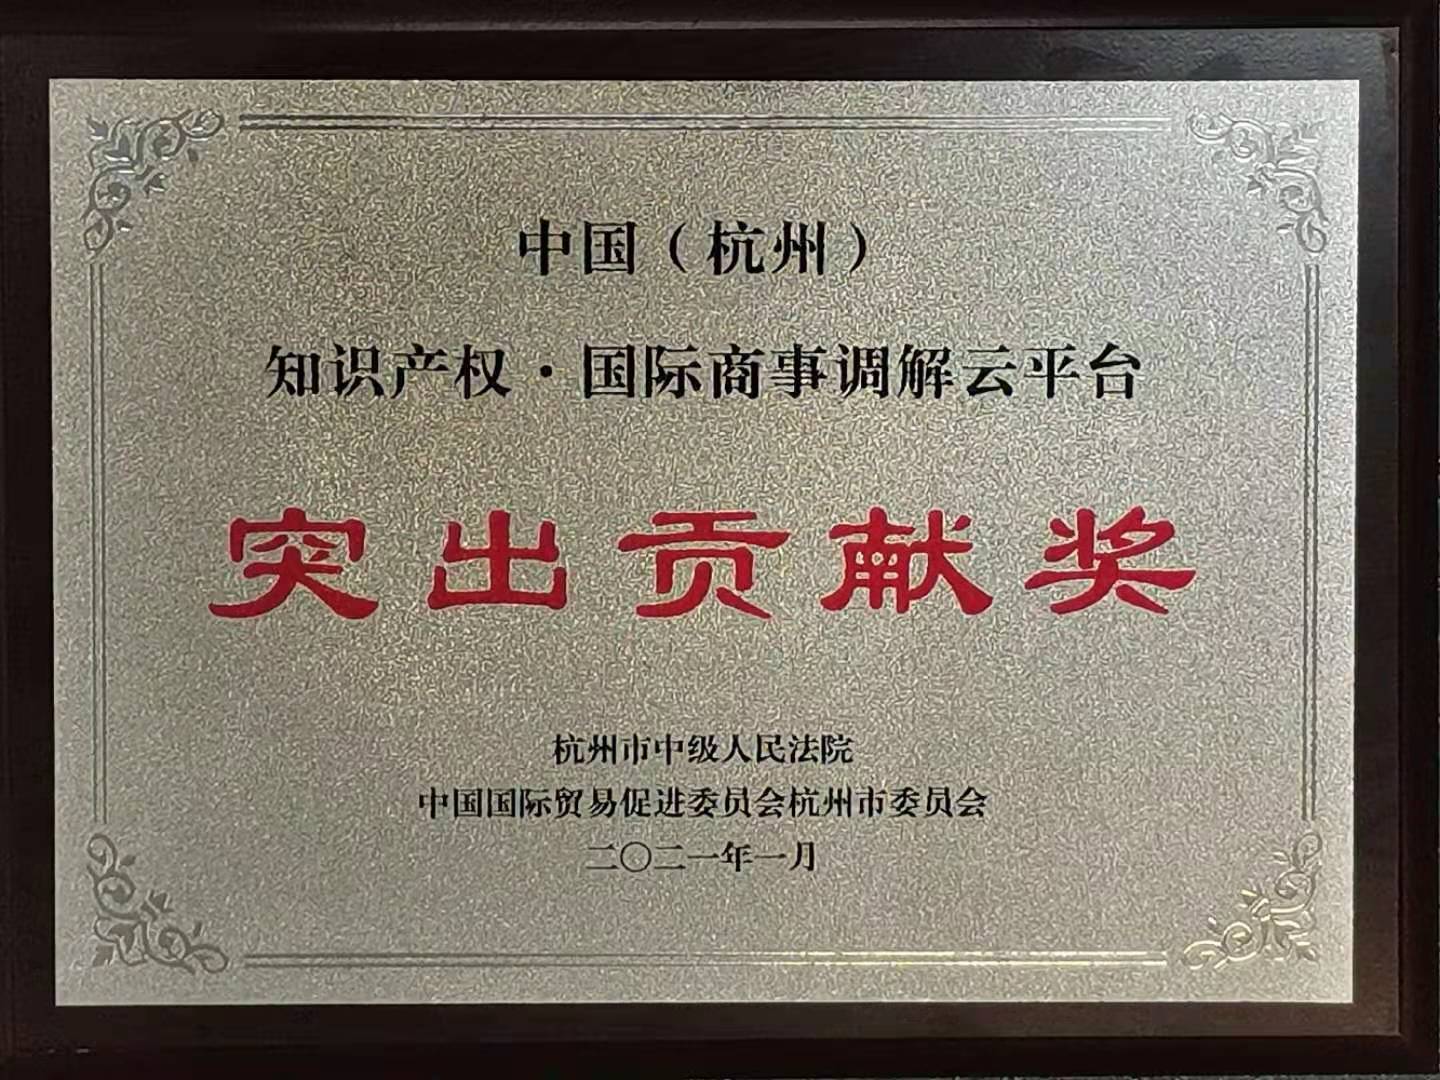 中国（杭州）
知识产权·国际商事调解云平台
突出贡献奖
杭州市中级人民法院
中国国际贸易促进委员会杭州市委员会
二〇二一年一月